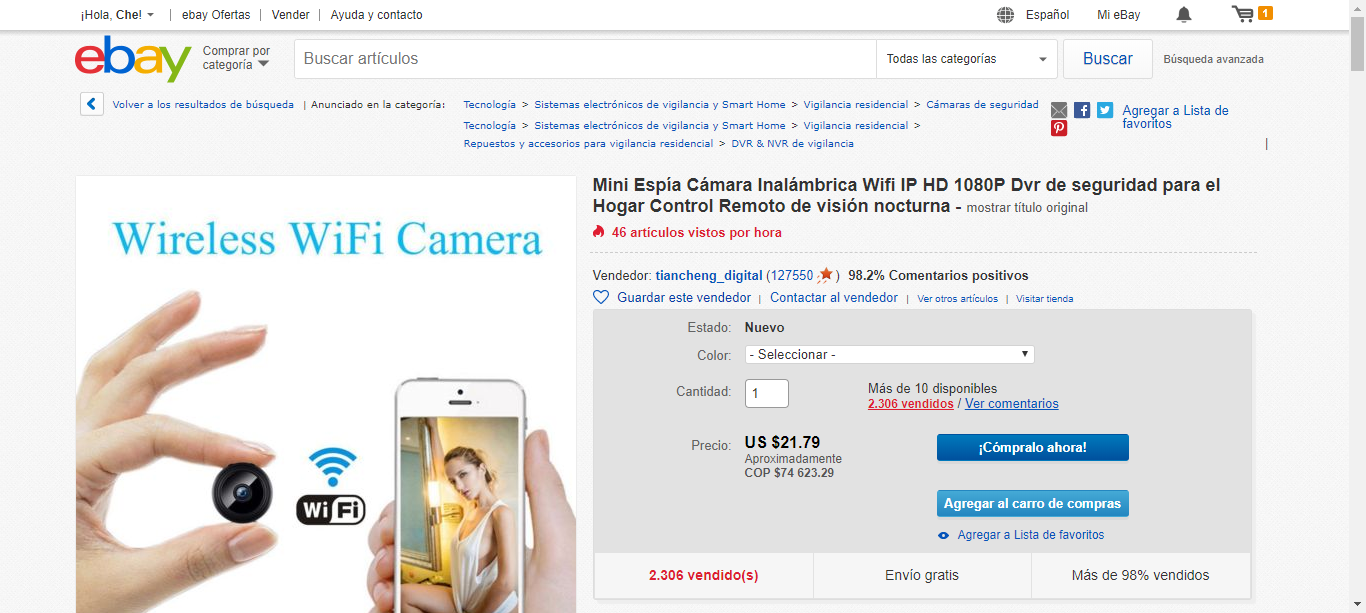 ¡Hola, Che! | ebay Ofertas | Vender | Ayuda y contacto
Español Mi eBay 1
ebay
Comprar por
categoría
Buscar artículos
Todas las categorías
Buscar
Búsqueda avanzada
Volver a los resultados de búsqueda | Anunciado en la categoría:
Tecnología > Sistemas electrónicos de vigilancia y Smart Home > Vigilancia residencial > Cámaras de seguridad
Tecnología > Sistemas electrónicos de vigilancia y Smart Home > Vigilancia residencial >
Repuestos y accesorios para vigilancia residencial > DVR & NVR de vigilancia
Agregar a Lista de
favoritos
|
Wireless WiFi Camera
WiFi
Mini Espía Cámara Inalámbrica Wifi IP HD 1080P Dvr de seguridad para el
Hogar Control Remoto de visión nocturna - mostrar título original
46 artículos vistos por hora
Vendedor: tiancheng_digital (127550 ) 98.2% Comentarios positivos
Guardar este vendedor | Contactar al vendedor | Ver otros artículos | Visitar tienda
Estado: Nuevo
Color: - Seleccionar -
Cantidad: 1
Más de 10 disponibles
2.306 vendidos / Ver comentarios
Precio: US $21.79
Aproximadamente
COP $74 623.29
¡Cómpralo ahora!
Agregar al carro de compras
Agregar a Lista de favoritos
2.306 vendido(s)
Envío gratis
Más de 98% vendidos